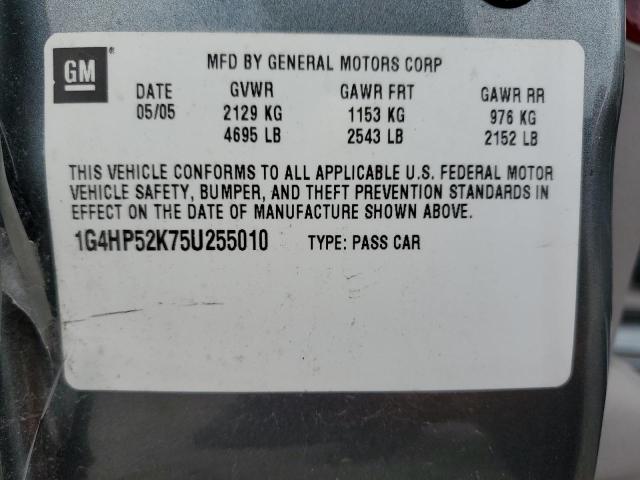 GM
MFD BY GENERAL MOTORS CORP
DATE GVWR GAWR FRT GAWR RR
05/05 2129 KG 1153 KG 976 KG
4695 LB 2543 LB 2152 LB
THIS VEHICLE CONFORMS TO ALL APPLICABLE U.S. FEDERAL MOTOR
VEHICLE SAFETY, BUMPER, AND THEFT PREVENTION STANDARDS IN
EFFECT ON THE DATE OF MANUFACTURE SHOWN ABOVE.
1G4HP52K75U255010 TYPE: PASS CAR